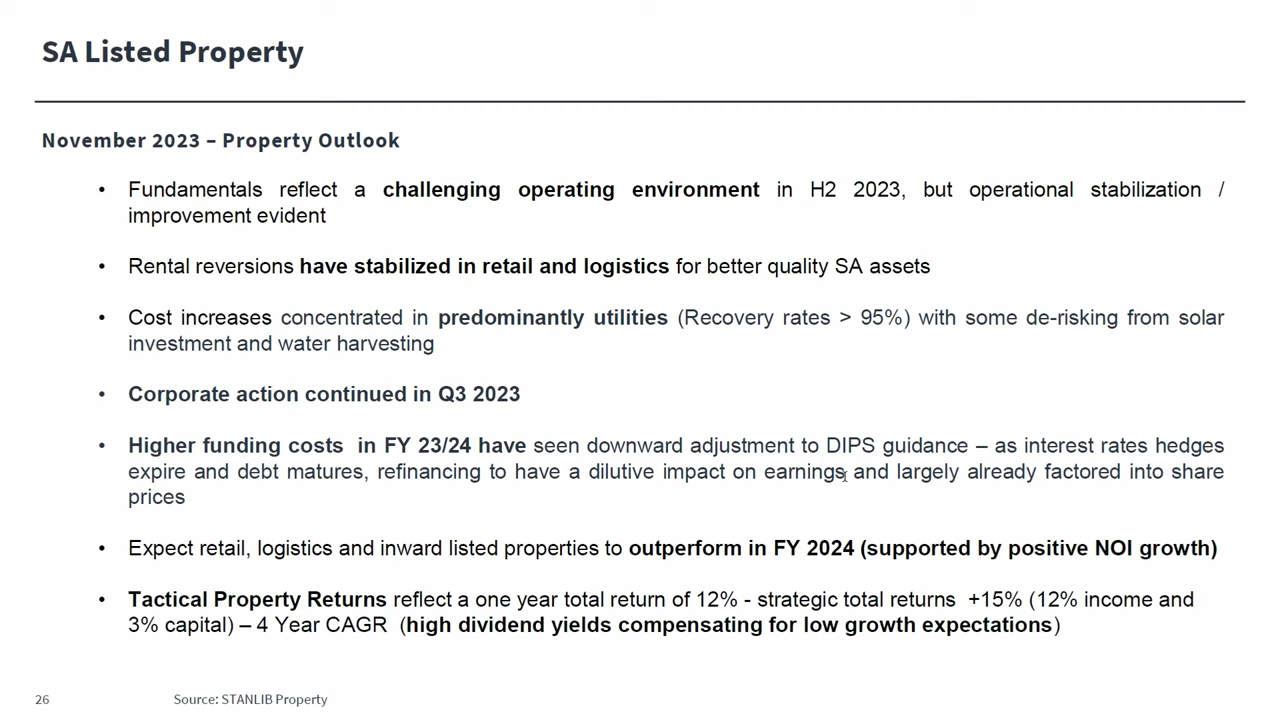 SA Listed Property
November 2023 – Property Outlook
• Fundamentals reflect a challenging operating environment in H2 2023, but operational stabilization /
improvement evident
• Rental reversions have stabilized in retail and logistics for better quality SA assets
• Cost increases concentrated in predominantly utilities (Recovery rates > 95%) with some de-risking from solar
investment and water harvesting
• Corporate action continued in Q3 2023
• Higher funding costs in FY 23/24 have seen downward adjustment to DIPS guidance – as interest rates hedges
expire and debt matures, refinancing to have a dilutive impact on earnings and largely already factored into share
prices
• Expect retail, logistics and inward listed properties to outperform in FY 2024 (supported by positive NOI growth)
• Tactical Property Returns reflect a one year total return of 12% - strategic total returns +15% (12% income and
3% capital) – 4 Year CAGR (high dividend yields compensating for low growth expectations)
26 Source: STANLIB Property